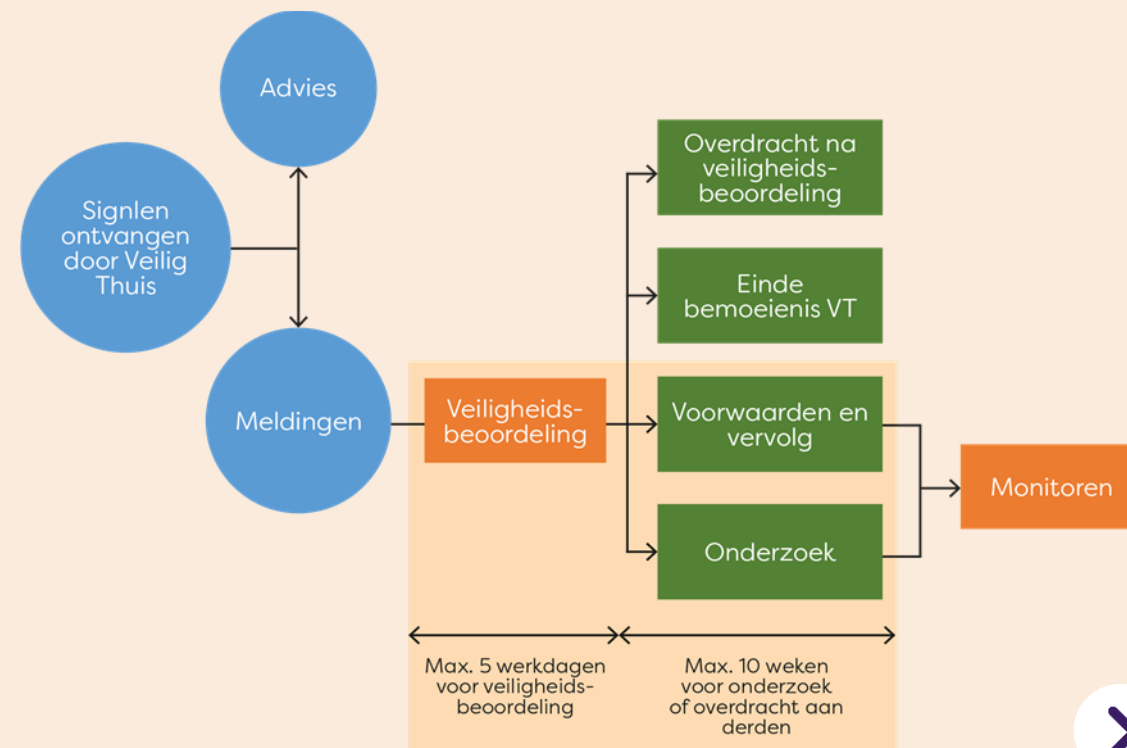 Advies
Signlen
ontvangen
door Veilig
Thuis
Meldingen
Veiligheids-
beoordeling
Overdracht na
veiligheids-
beoordeling
Einde
bemoeienis VT
Voorwaarden en
vervolg
Onderzoek
Monitoren
Max. 5 werkdagen
voor veiligheids-
beoordeling
Max. 10 weken
voor onderzoek
of overdracht aan
derden